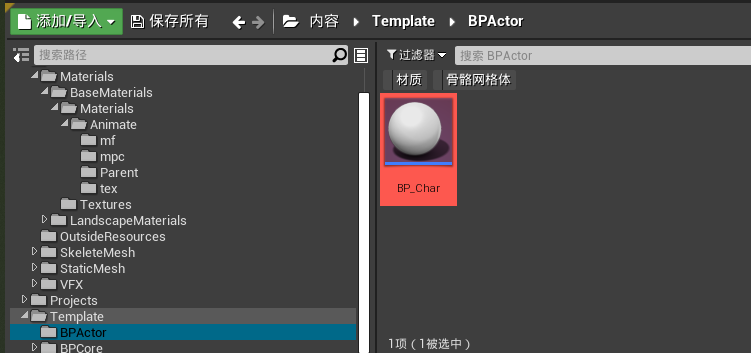 添加/导入 保存所有 内容 Template BPActor
搜索路径
过滤器 搜索 BPActor
材质 骨骼网格体
Materials
BaseMaterials
Materials
Animate
mf
mpc
Parent
tex
Textures
LandscapeMaterials
OutsideResources
SkeleteMesh
StaticMesh
VFX
Projects
Template
BPActor
BPCore
BP_Char
1项（1被选中）